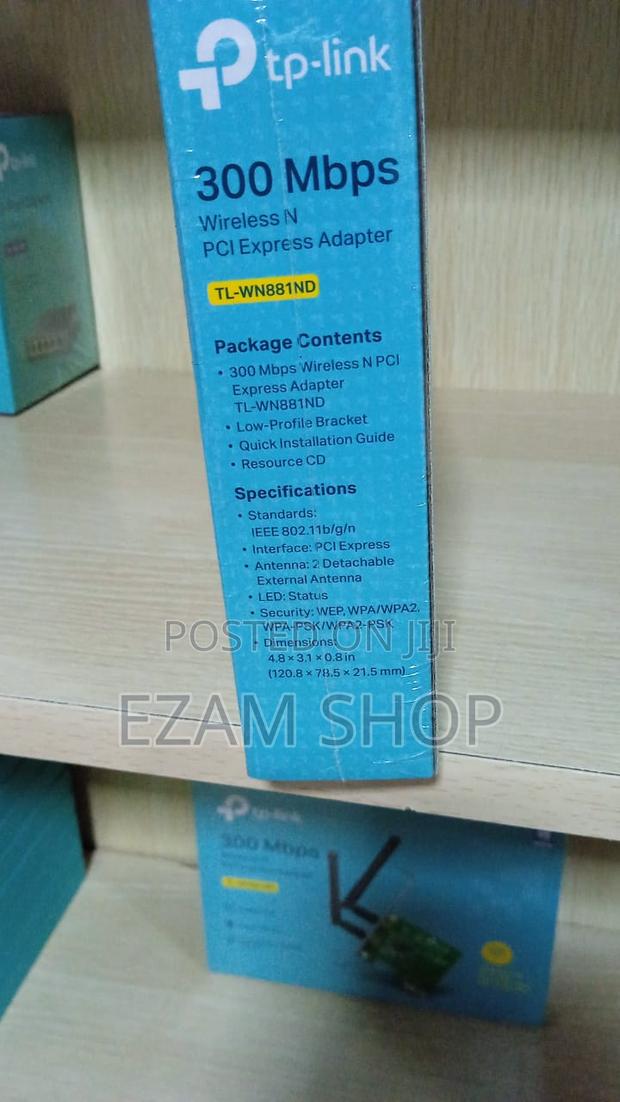 tp-link
300 Mbps
Wireless N
PCI Express Adapter
TL-WN881ND
Package Contents
• 300 Mbps Wireless N PCI
Express Adapter
TL-WN881ND
• Low-Profile Bracket
• Quick Installation Guide
• Resource CD
Specifications
• Standards:
IEEE 802.11b/g/n
• Interface: PCI Express
• Antenna: 2 Detachable
External Antenna
• LED: Status
• Security: WEP, WPA/WPA2,
WPA-PSK/WPA2-PSK
• Dimensions:
4.8 × 3.1 × 0.8 in
(120.8 × 78.5 × 21.5 mm)
POSTED ON JIJI
EZAM SHOP
tp-link
300 Mbps